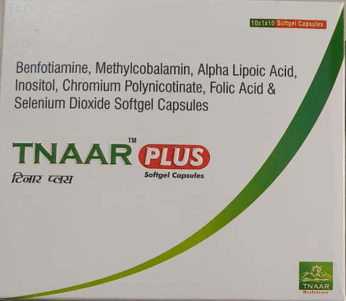 10x1x10 Softgel Capsules
Benfotiamine, Methylcobalamin, Alpha Lipoic Acid,
Inositol, Chromium Polynicotinate, Folic Acid &
Selenium Dioxide Softgel Capsules
TNAAR™ PLUS
Softgel Capsules
टिनार प्लस
TNAAR
Healthcare